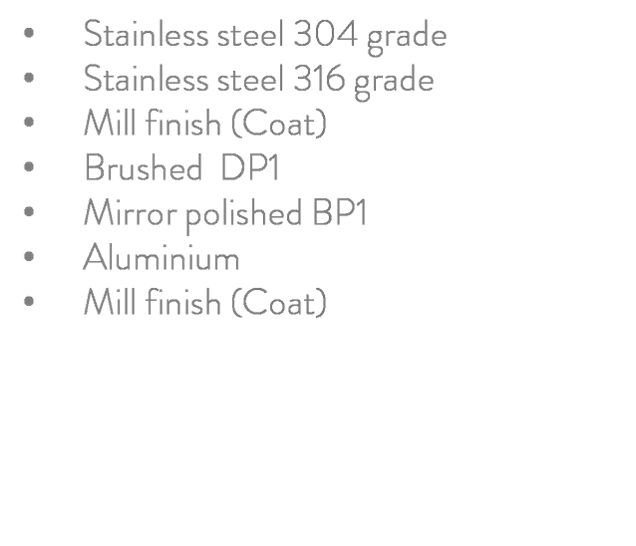 • Stainless steel 304 grade
• Stainless steel 316 grade
• Mill finish (Coat)
• Brushed  DP1
• Mirror polished BP1
• Aluminium
• Mill finish (Coat)